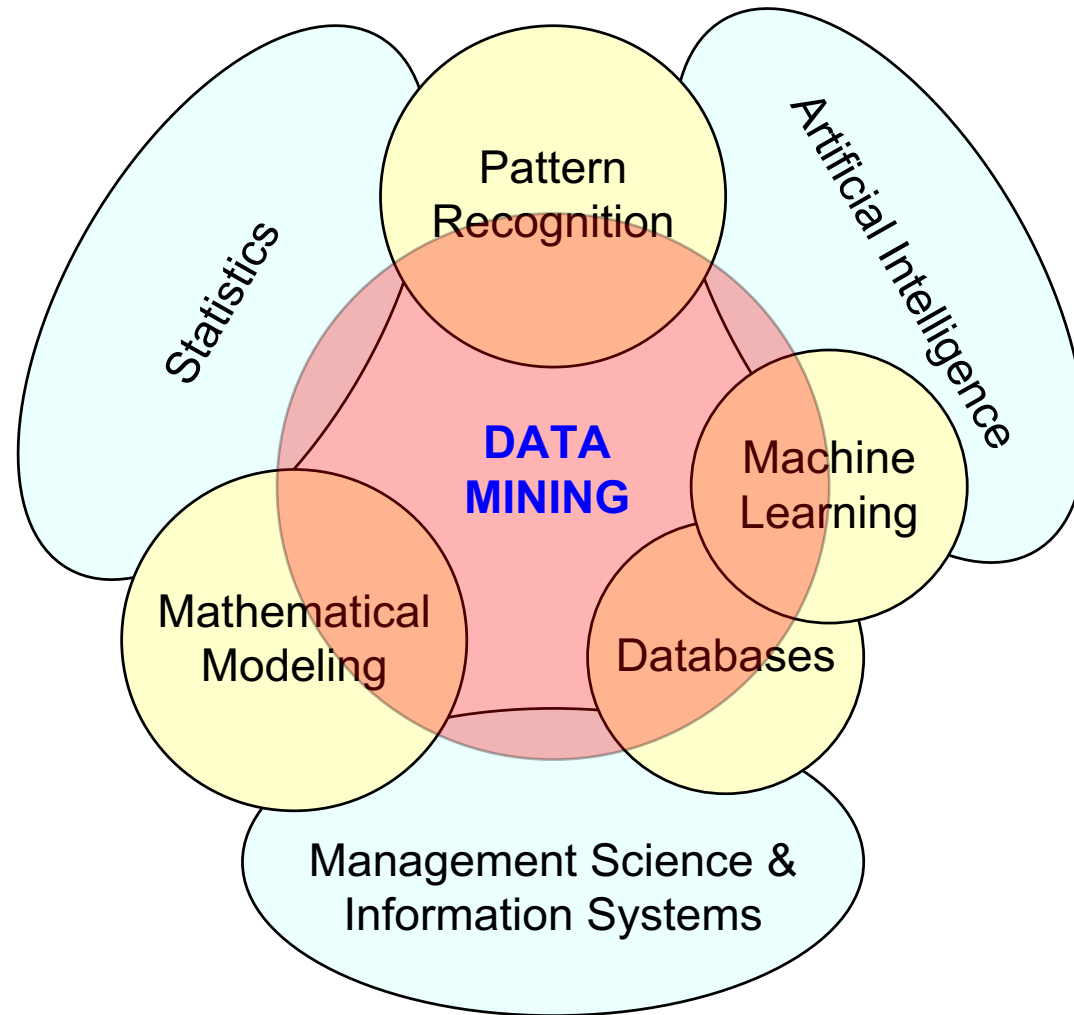 Pattern
Recognition
Artificial Intelligence
Statistics
DATA
MINING
Machine
Learning
Mathematical
Modeling
Databases
Management Science &
Information Systems